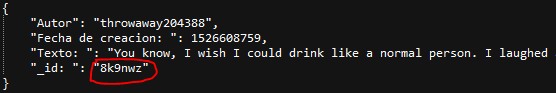 {
"Autor": "throwaway204388",
"Fecha de creacion: ": 1526608759,
"Texto: ": "You know, I wish I could drink like a normal person. I laughed
"_id: ": "8k9nwz"
}